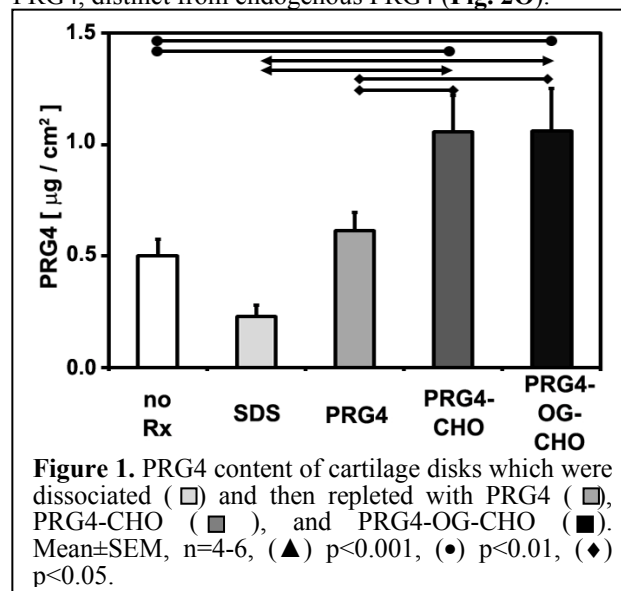 PRG4, distinct from endogenous PRG4 (Fig. 2O).
1.5
1.0
0.5
0.0
PRG4 [ μg / cm² ]
no Rx
SDS
PRG4
PRG4-CHO
PRG4-OG-CHO
Figure 1. PRG4 content of cartilage disks which were
dissociated (□) and then repleted with PRG4 (■),
PRG4-CHO (■), and PRG4-OG-CHO (■).
Mean±SEM, n=4-6, (▲) p<0.001, (●) p<0.01, (♦)
p<0.05.